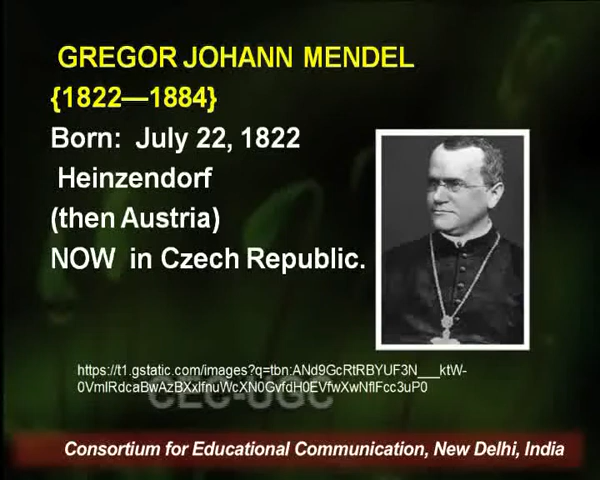 GREGOR JOHANN MENDEL
{1822—1884}
Born: July 22, 1822
Heinzendorf
(then Austria)
NOW in Czech Republic.
https://t1.gstatic.com/images?q=tbn:ANd9GcRtRBYUF3N___ktW-
0VmlRdcaBwAzBXxlfnuWcXN0GvfdH0EVfwXwNflFcc3uP0
CEC-UGC
Consortium for Educational Communication, New Delhi, India